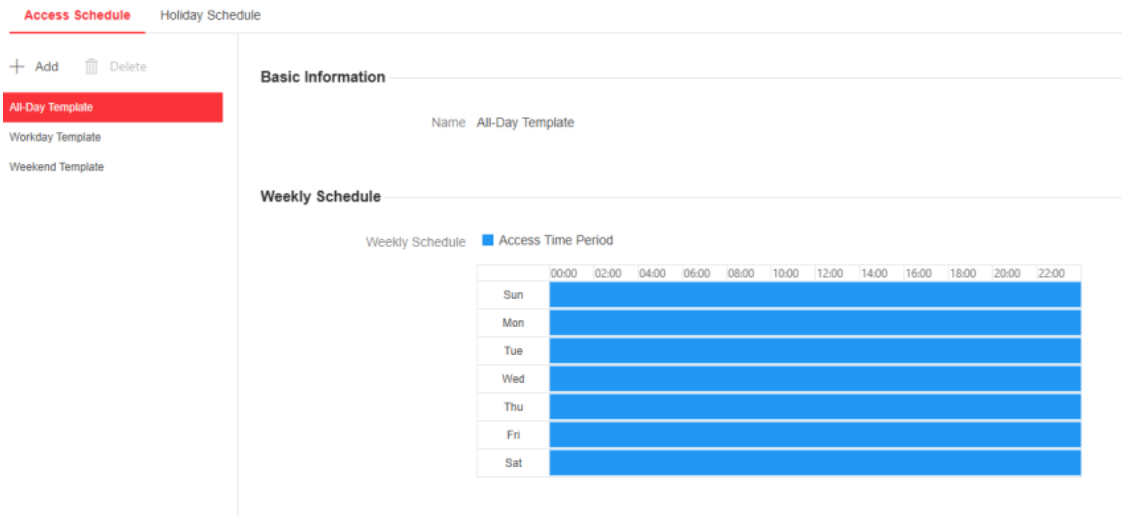 Access Schedule Holiday Schedule
+ Add Delete
All-Day Template
Workday Template
Weekend Template
Basic Information
Name All-Day Template
Weekly Schedule
Weekly Schedule Access Time Period
00:00 02:00 04:00 06:00 08:00 10:00 12:00 14:00 16:00 18:00 20:00 22:00
Sun
Mon
Tue
Wed
Thu
Fri
Sat